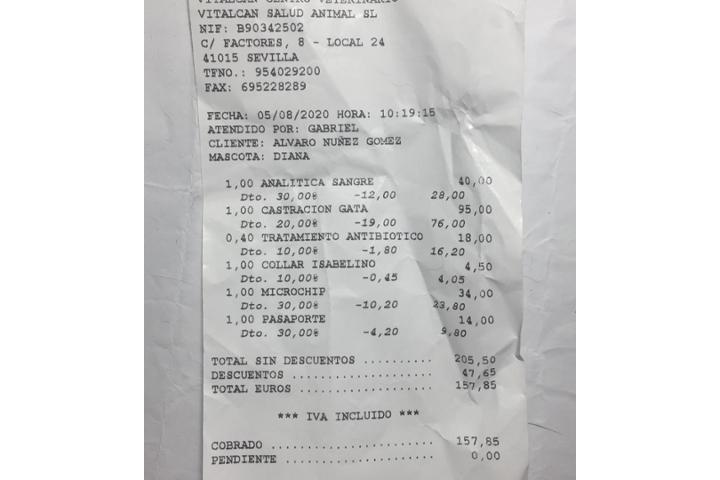 VITALCAN CENTRO VETERINARIO
VITALCAN SALUD ANIMAL SL
NIF: B90342502
C/ FACTORES, 8 - LOCAL 24
41015 SEVILLA
TFNO.: 954029200
FAX: 695228289
FECHA: 05/08/2020 HORA: 10:19:15
ATENDIDO POR: GABRIEL
CLIENTE: ALVARO NUÑEZ GOMEZ
MASCOTA: DIANA
1,00 ANALITICA SANGRE 40,00
Dto. 30,00% -12,00 28,00
1,00 CASTRACION GATA 95,00
Dto. 20,00% -19,00 76,00
0,40 TRATAMIENTO ANTIBIOTICO 18,00
Dto. 10,00% -1,80 16,20
1,00 COLLAR ISABELINO 4,50
Dto. 10,00% -0,45 4,05
1,00 MICROCHIP 34,00
Dto. 30,00% -10,20 23,80
1,00 PASAPORTE 14,00
Dto. 30,00% -4,20 9,80
TOTAL SIN DESCUENTOS .......... 205,50
DESCUENTOS .................... 47,65
TOTAL EUROS ................... 157,85
*** IVA INCLUIDO ***
COBRADO ....................... 157,85
PENDIENTE ..................... 0,00